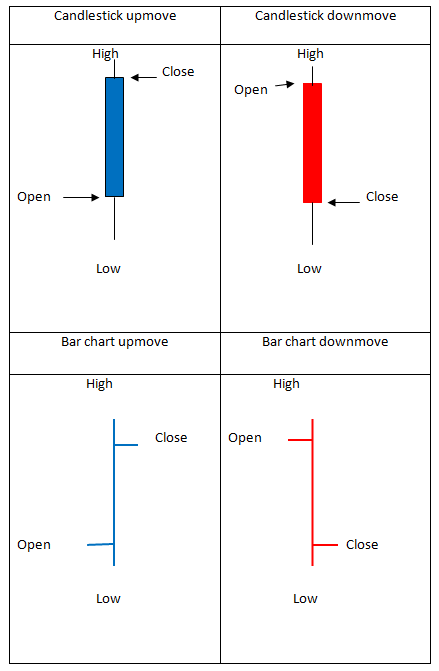 Candlestick upmove
Candlestick downmove
High
Close
Open
Low
High
Open
Close
Low
Bar chart upmove
Bar chart downmove
High
Close
Open
Low
High
Open
Close
Low